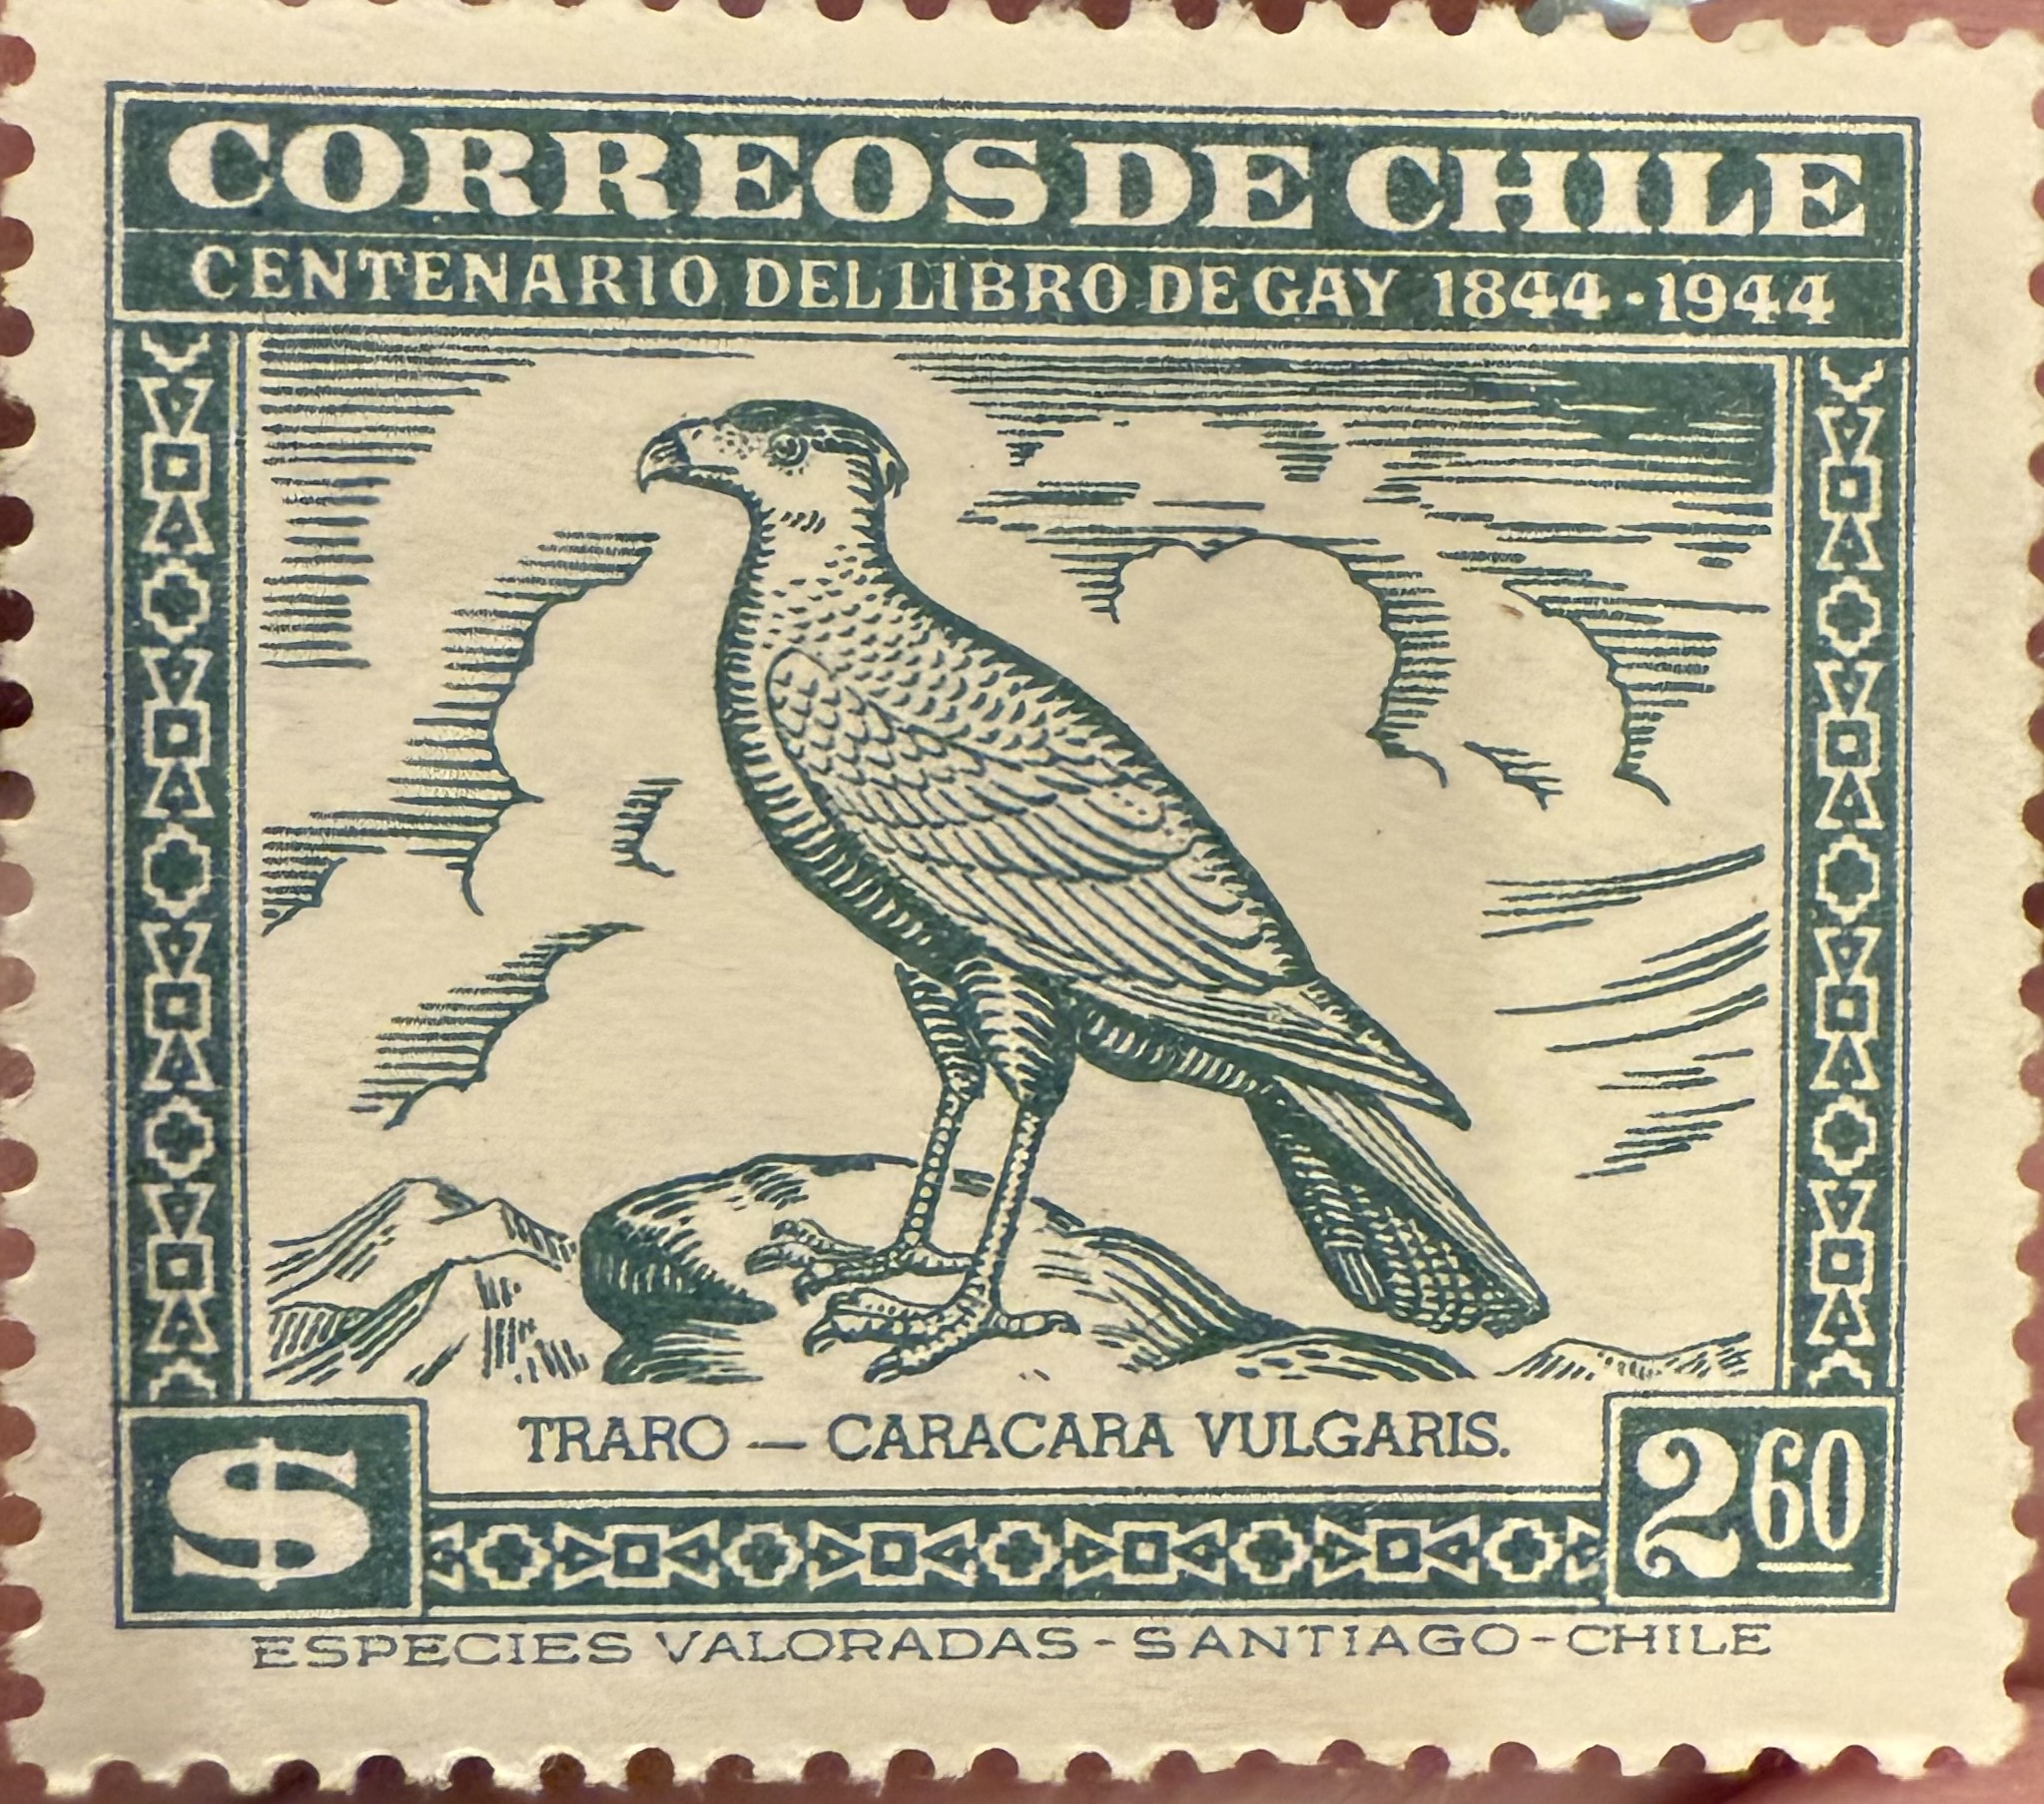 CORREOS DE CHILE
CENTENARIO DEL LIBRO DE GAY 1844-1944
TRARO — CARACARA VULGARIS.
$ 2 60
ESPECIES VALORADAS-SANTIAGO-CHILE